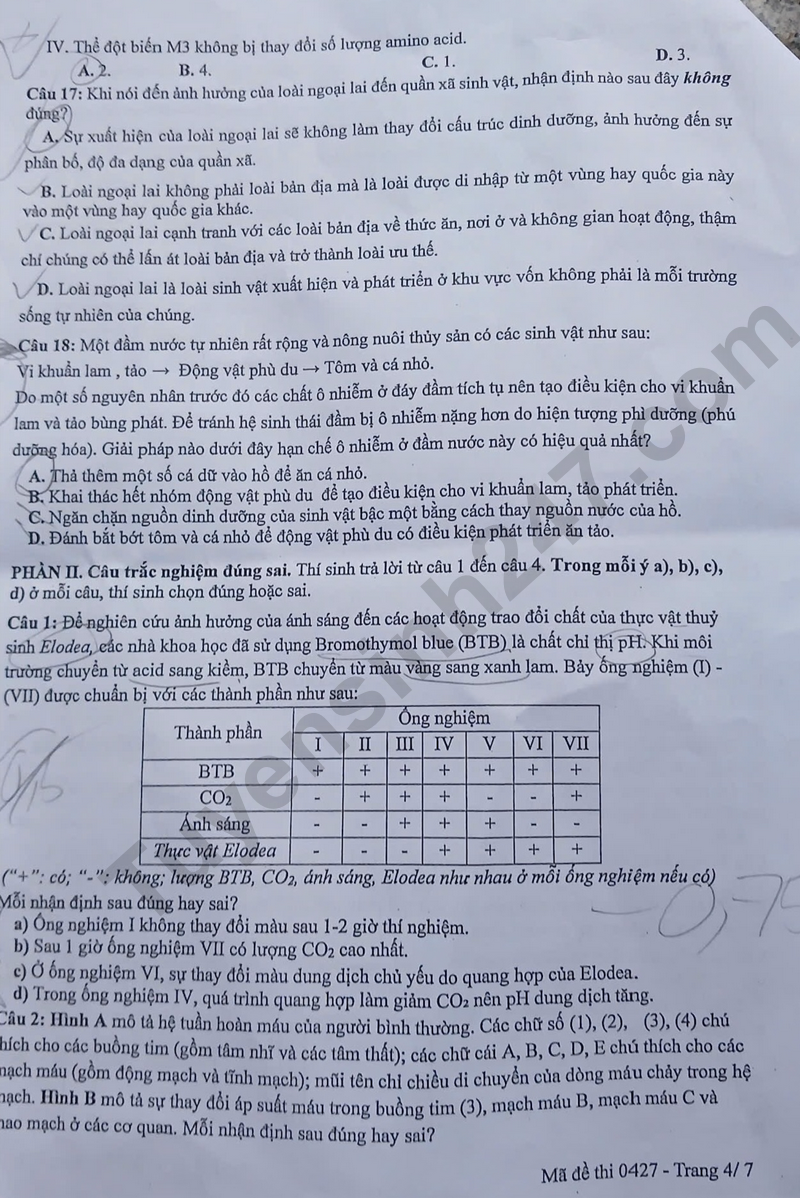 IV. Thể đột biến M3 không bị thay đổi số lượng amino acid.
A. 2. B. 4. C. 1. D. 3.
Câu 17: Khi nói đến ảnh hưởng của loài ngoại lai đến quần xã sinh vật, nhận định nào sau đây không
đúng?
A. Sự xuất hiện của loài ngoại lai sẽ không làm thay đổi cấu trúc dinh dưỡng, ảnh hưởng đến sự
phân bố, độ đa dạng của quần xã.
B. Loài ngoại lai không phải loài bản địa mà là loài được di nhập từ một vùng hay quốc gia này
vào một vùng hay quốc gia khác.
C. Loài ngoại lai cạnh tranh với các loài bản địa về thức ăn, nơi ở và không gian hoạt động, thậm
chí chúng có thể lấn át loài bản địa và trở thành loài ưu thế.
D. Loài ngoại lai là loài sinh vật xuất hiện và phát triển ở khu vực vốn không phải là mỗi trường
sống tự nhiên của chúng.
Câu 18: Một đầm nước tự nhiên rất rộng và nông nuôi thủy sản có các sinh vật như sau:
Vi khuẩn lam , tảo → Động vật phù du → Tôm và cá nhỏ.
Do một số nguyên nhân trước đó các chất ô nhiễm ở đáy đầm tích tụ nên tạo điều kiện cho vi khuẩn
lam và tảo bùng phát. Để tránh hệ sinh thái đầm bị ô nhiễm nặng hơn do hiện tượng phì dưỡng (phú
dưỡng hóa). Giải pháp nào dưới đây hạn chế ô nhiễm ở đầm nước này có hiệu quả nhất?
A. Thả thêm một số cá dữ vào hồ để ăn cá nhỏ.
B. Khai thác hết nhóm động vật phù du để tạo điều kiện cho vi khuẩn lam, tảo phát triển.
C. Ngăn chặn nguồn dinh dưỡng của sinh vật bậc một bằng cách thay nguồn nước của hồ.
D. Đánh bắt bớt tôm và cá nhỏ để động vật phù du có điều kiện phát triển ăn tảo.
PHẦN II. Câu trắc nghiệm đúng sai. Thí sinh trả lời từ câu 1 đến câu 4. Trong mỗi ý a), b), c),
d) ở mỗi câu, thí sinh chọn đúng hoặc sai.
Câu 1: Để nghiên cứu ảnh hưởng của ánh sáng đến các hoạt động trao đổi chất của thực vật thuỷ
sinh Elodea, các nhà khoa học đã sử dụng Bromothymol blue (BTB) là chất chỉ thị pH. Khi môi
trường chuyển từ acid sang kiềm, BTB chuyển từ màu vàng sang xanh lam. Bảy ống nghiệm (I) -
(VII) được chuẩn bị với các thành phần như sau:
Thành phần Ống nghiệm
I II III IV V VI VII
BTB + + + + + + +
CO₂ - + + + - - +
Ánh sáng - - + + + - -
Thực vật Elodea - - - + + + +
("+": có; "-": không; lượng BTB, CO₂, ánh sáng, Elodea như nhau ở mỗi ống nghiệm nếu có)
Mỗi nhận định sau đúng hay sai?
a) Ống nghiệm I không thay đổi màu sau 1-2 giờ thí nghiệm.
b) Sau 1 giờ ống nghiệm VII có lượng CO₂ cao nhất.
c) Ở ống nghiệm VI, sự thay đổi màu dung dịch chủ yếu do quang hợp của Elodea.
d) Trong ống nghiệm IV, quá trình quang hợp làm giảm CO₂ nên pH dung dịch tăng.
Câu 2: Hình A mô tả hệ tuần hoàn máu của người bình thường. Các chữ số (1), (2), (3), (4) chú
hích cho các buồng tim (gồm tâm nhĩ và các tâm thất); các chữ cái A, B, C, D, E chú thích cho các
mạch máu (gồm động mạch và tĩnh mạch); mũi tên chỉ chiều di chuyển của dòng máu chảy trong hệ
mạch. Hình B mô tả sự thay đổi áp suất máu trong buồng tim (3), mạch máu B, mạch máu C và
mao mạch ở các cơ quan. Mỗi nhận định sau đúng hay sai?
-0,75
Mã đề thi 0427 - Trang 4/ 7
Tuyensinh247.com